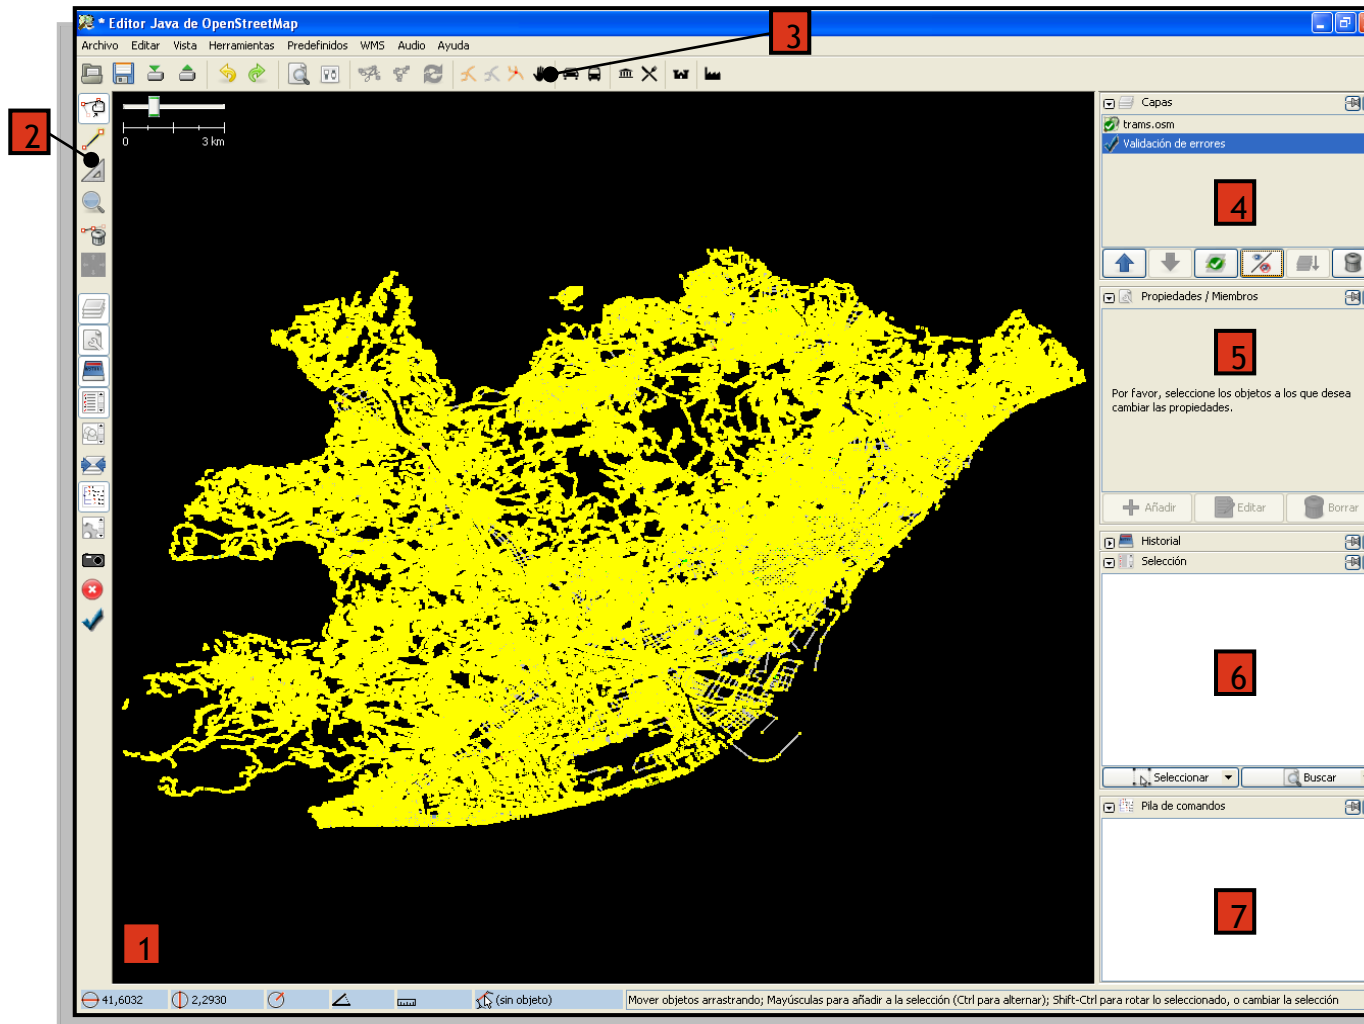 * Editor Java de OpenStreetMap
Archivo Editar Vista Herramientas Predefinidos WMS Audio Ayuda
3
2
0 3 km
Capas
trams.osm
Validación de errores
4
Propiedades / Miembros
5
Por favor, seleccione los objetos a los que desea
cambiar las propiedades.
Añadir Editar Borrar
Historial
Selección
6
Seleccionar Buscar
Pila de comandos
7
1
41,6032 2,2930 (sin objeto) Mover objetos arrastrando; Mayúsculas para añadir a la selección (Ctrl para alternar); Shift-Ctrl para rotar lo seleccionado, o cambiar la selección